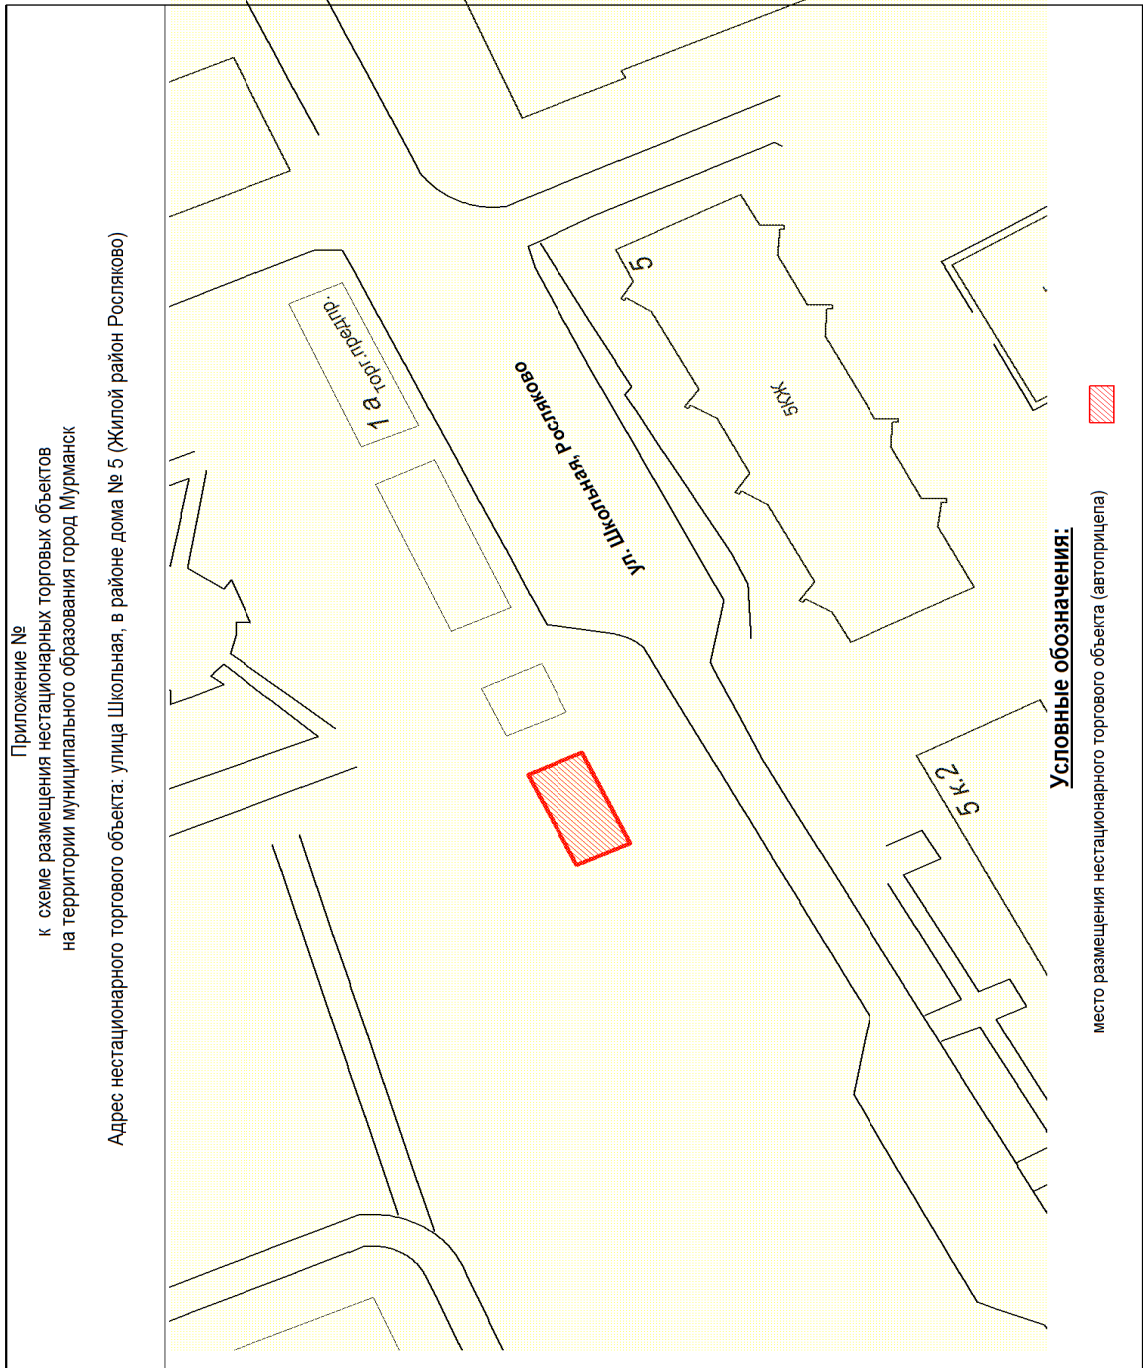 Приложение №
к схеме размещения нестационарных торговых объектов
на территории муниципального образования город Мурманск
Адрес нестационарного торгового объекта: улица Школьная, в районе дома № 5 (Жилой район Росляково)
1а торг.предпр.
ул. Школьная, Росляково
5
5КЖ
5 к.2
Условные обозначения:
место размещения нестационарного торгового объекта (автоприцепа)